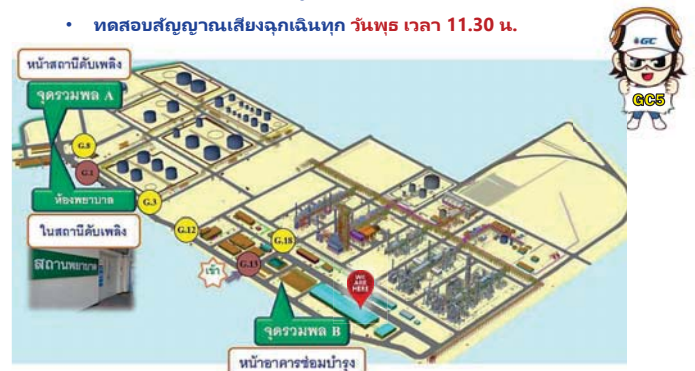 • ทดสอบสัญญาณเสียงฉุกเฉินทุก วันพุธ เวลา 11.30 น.
GC
GC5
หน้าสถานีดับเพลิง
จุดรวมพล A
G.8
G.1
ห้องพยาบาล
G.3
ในสถานีดับเพลิง
สถานพยาบาล
G.12
G.18
เข้า
G.13
WE
ARE
HERE
จุดรวมพล B
หน้าอาคารซ่อมบำรุง